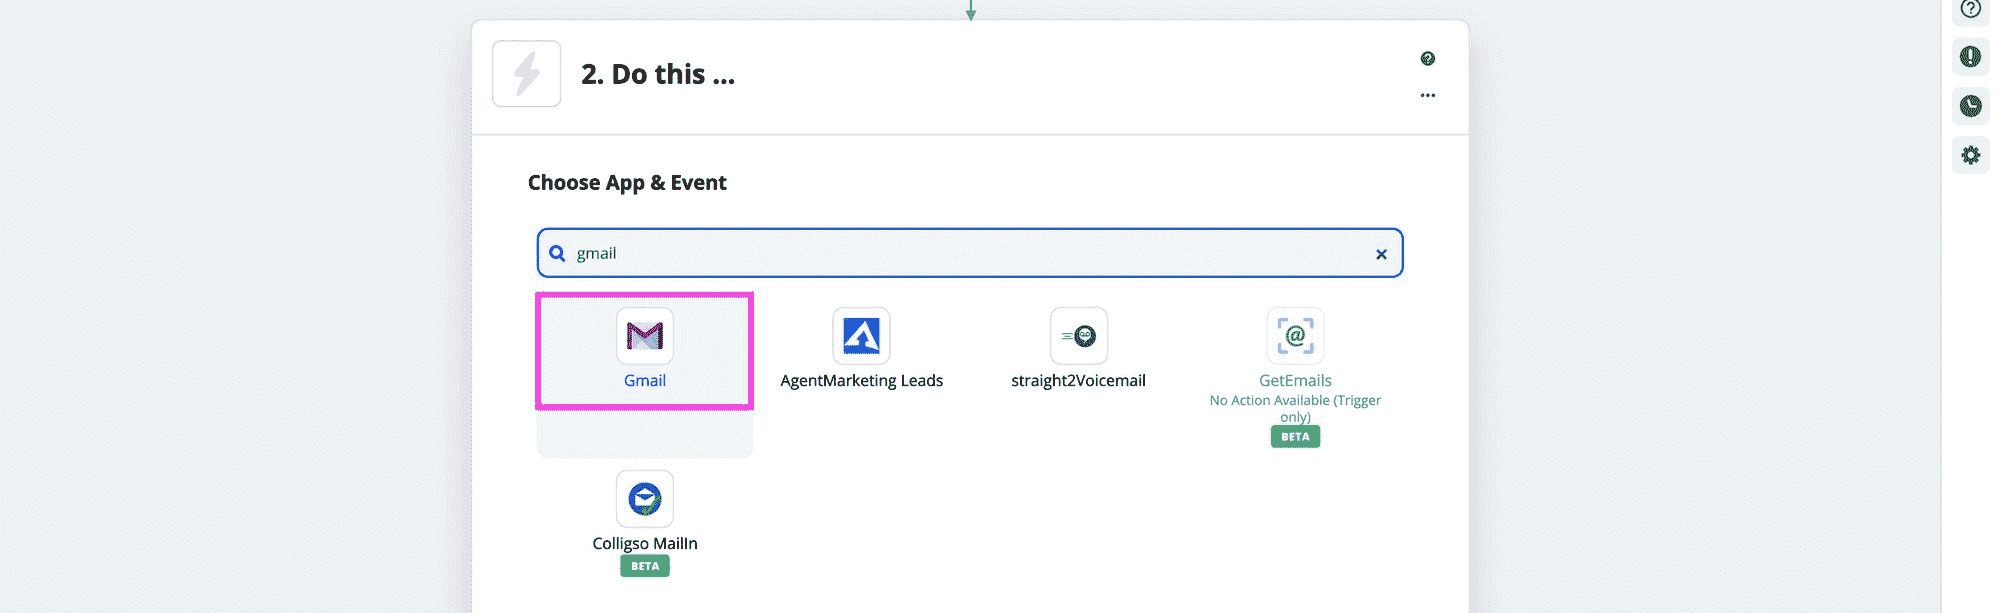 2. Do this ...
Choose App & Event
gmail
Gmail
AgentMarketing Leads
straight2Voicemail
GetEmails
No Action Available (Trigger
only)
BETA
Colligso MailIn
BETA